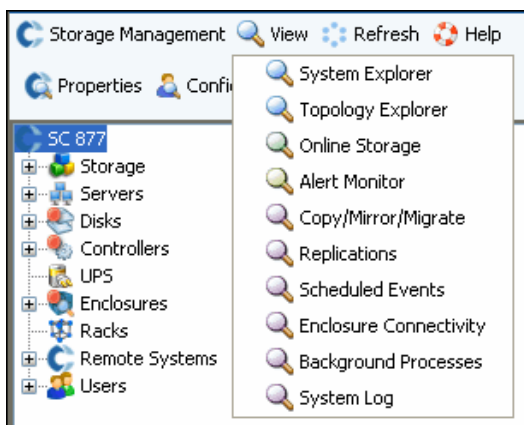 Storage Management View Refresh Help
Properties Confi
System Explorer
Topology Explorer
Online Storage
Alert Monitor
Copy/Mirror/Migrate
Replications
Scheduled Events
Enclosure Connectivity
Background Processes
System Log
SC 877
Storage
Servers
Disks
Controllers
UPS
Enclosures
Racks
Remote Systems
Users